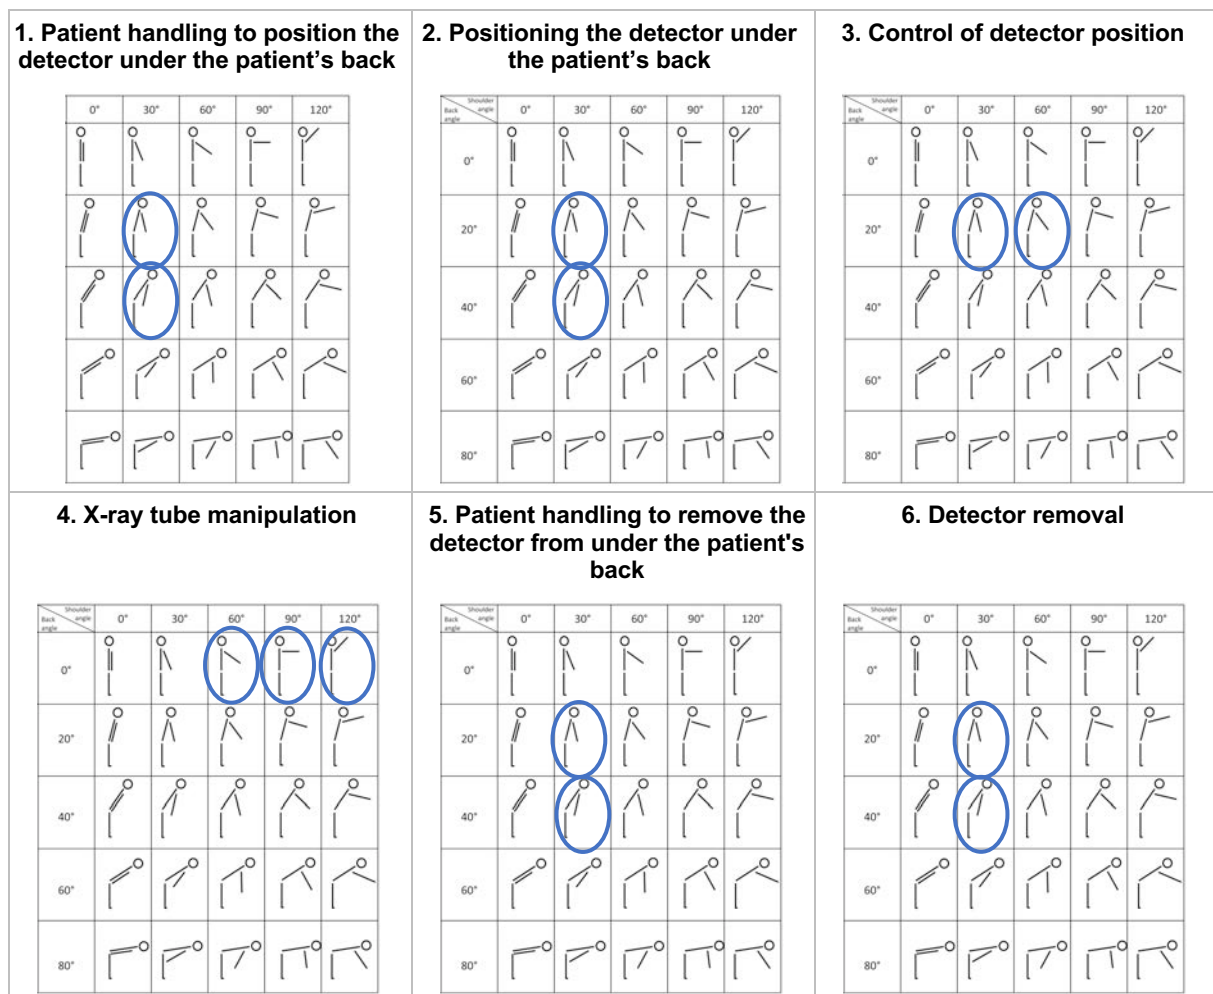 1. Patient handling to position the
detector under the patient's back
0° 30° 60° 90° 120°
2. Positioning the detector under
the patient's back
Shoulder angle
Back angle
0° 30° 60° 90° 120°
0°
20°
40°
60°
80°
3. Control of detector position
Shoulder angle
Back angle
0° 30° 60° 90° 120°
0°
20°
40°
60°
80°
4. X-ray tube manipulation
Shoulder angle
Back angle
0° 30° 60° 90° 120°
0°
20°
40°
60°
80°
5. Patient handling to remove the
detector from under the patient's
back
Shoulder angle
Back angle
0° 30° 60° 90° 120°
0°
20°
40°
60°
80°
6. Detector removal
Shoulder angle
Back angle
0° 30° 60° 90° 120°
0°
20°
40°
60°
80°